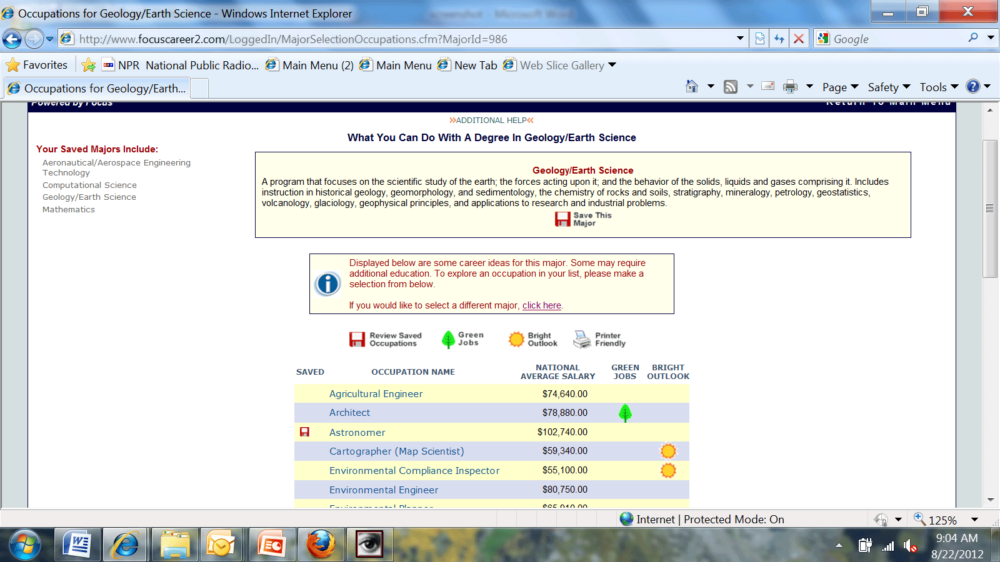 Occupations for Geology/Earth Science - Windows Internet Explorer
http://www.focuscareer2.com/LoggedIn/MajorSelectionOccupations.cfm?MajorId=986
Google
Favorites
NPR National Public Radio...
Main Menu (2)
Main Menu
New Tab
Web Slice Gallery
Occupations for Geology/Earth...
Page
Safety
Tools
Powered by Focus
Return To Main Menu
»ADDITIONAL HELP«
What You Can Do With A Degree In Geology/Earth Science
Your Saved Majors Include:
Aeronautical/Aerospace Engineering
Technology
Computational Science
Geology/Earth Science
Mathematics
Geology/Earth Science
A program that focuses on the scientific study of the earth; the forces acting upon it; and the behavior of the solids, liquids and gases comprising it. Includes
instruction in historical geology, geomorphology, and sedimentology, the chemistry of rocks and soils, stratigraphy, mineralogy, petrology, geostatistics,
volcanology, glaciology, geophysical principles, and applications to research and industrial problems.
Save This
Major
Displayed below are some career ideas for this major. Some may require
additional education. To explore an occupation in your list, please make a
selection from below.
If you would like to select a different major, click here.
Review Saved
Occupations
Green
Jobs
Bright
Outlook
Printer
Friendly
SAVED
OCCUPATION NAME
NATIONAL
AVERAGE SALARY
GREEN
JOBS
BRIGHT
OUTLOOK
Agricultural Engineer $74,640.00
Architect $78,880.00
Astronomer $102,740.00
Cartographer (Map Scientist) $59,340.00
Environmental Compliance Inspector $55,100.00
Environmental Engineer $80,750.00
Environmental Planner $65,910.00
Internet | Protected Mode: On
125%
9:04 AM
8/22/2012